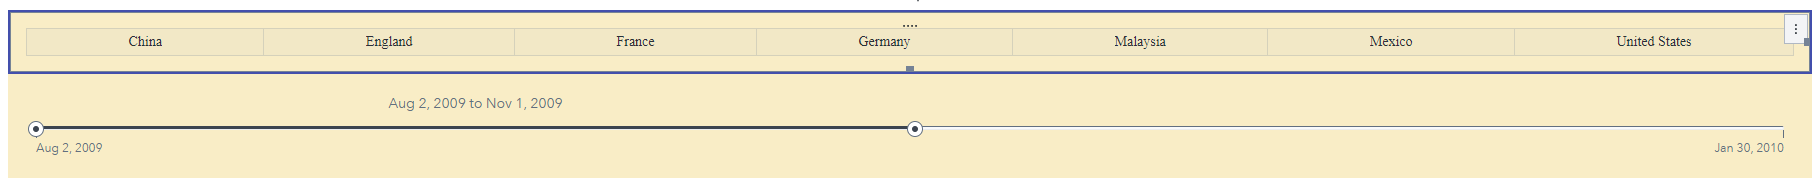 China England France Germany Malaysia Mexico United States
Aug 2, 2009 to Nov 1, 2009
Aug 2, 2009 Jan 30, 2010